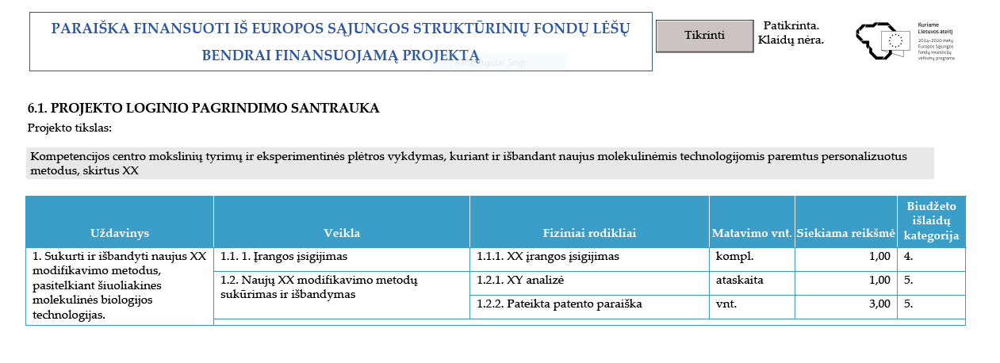 PARAIŠKA FINANSUOTI IŠ EUROPOS SĄJUNGOS STRUKTŪRINIŲ FONDŲ LĖŠŲ
BENDRAI FINANSUOJAMĄ PROJEKTĄ
Rectangular Snip
Tikrinti
Patikrinta.
Klaidų nėra.
Kuriame
Lietuvos ateitį
2014–2020 metų
Europos Sąjungos
fondų investicijų
veiksmų programa
6.1. PROJEKTO LOGINIO PAGRINDIMO SANTRAUKA
Projekto tikslas:
Kompetencijos centro mokslinių tyrimų ir eksperimentinės plėtros vykdymas, kuriant ir išbandant naujus molekulinėmis technologijomis paremtus personalizuotus
metodus, skirtus XX
Uždavinys
Veikla
Fiziniai rodikliai
Matavimo vnt.
Siekiama reikšmė
Biudžeto
išlaidų
kategorija
1. Sukurti ir išbandyti naujus XX
modifikavimo metodus,
pasitelkiant šiuoliakines
molekulinės biologijos
technologijas.
1.1. 1. Įrangos įsigijimas
1.1.1. XX įrangos įsigijimas
kompl.
1,00
4.
1.2. Naujų XX modifikavimo metodų
sukūrimas ir išbandymas
1.2.1. XY analizė
ataskaita
1,00
5.
1.2.2. Pateikta patento paraiška
vnt.
3,00
5.